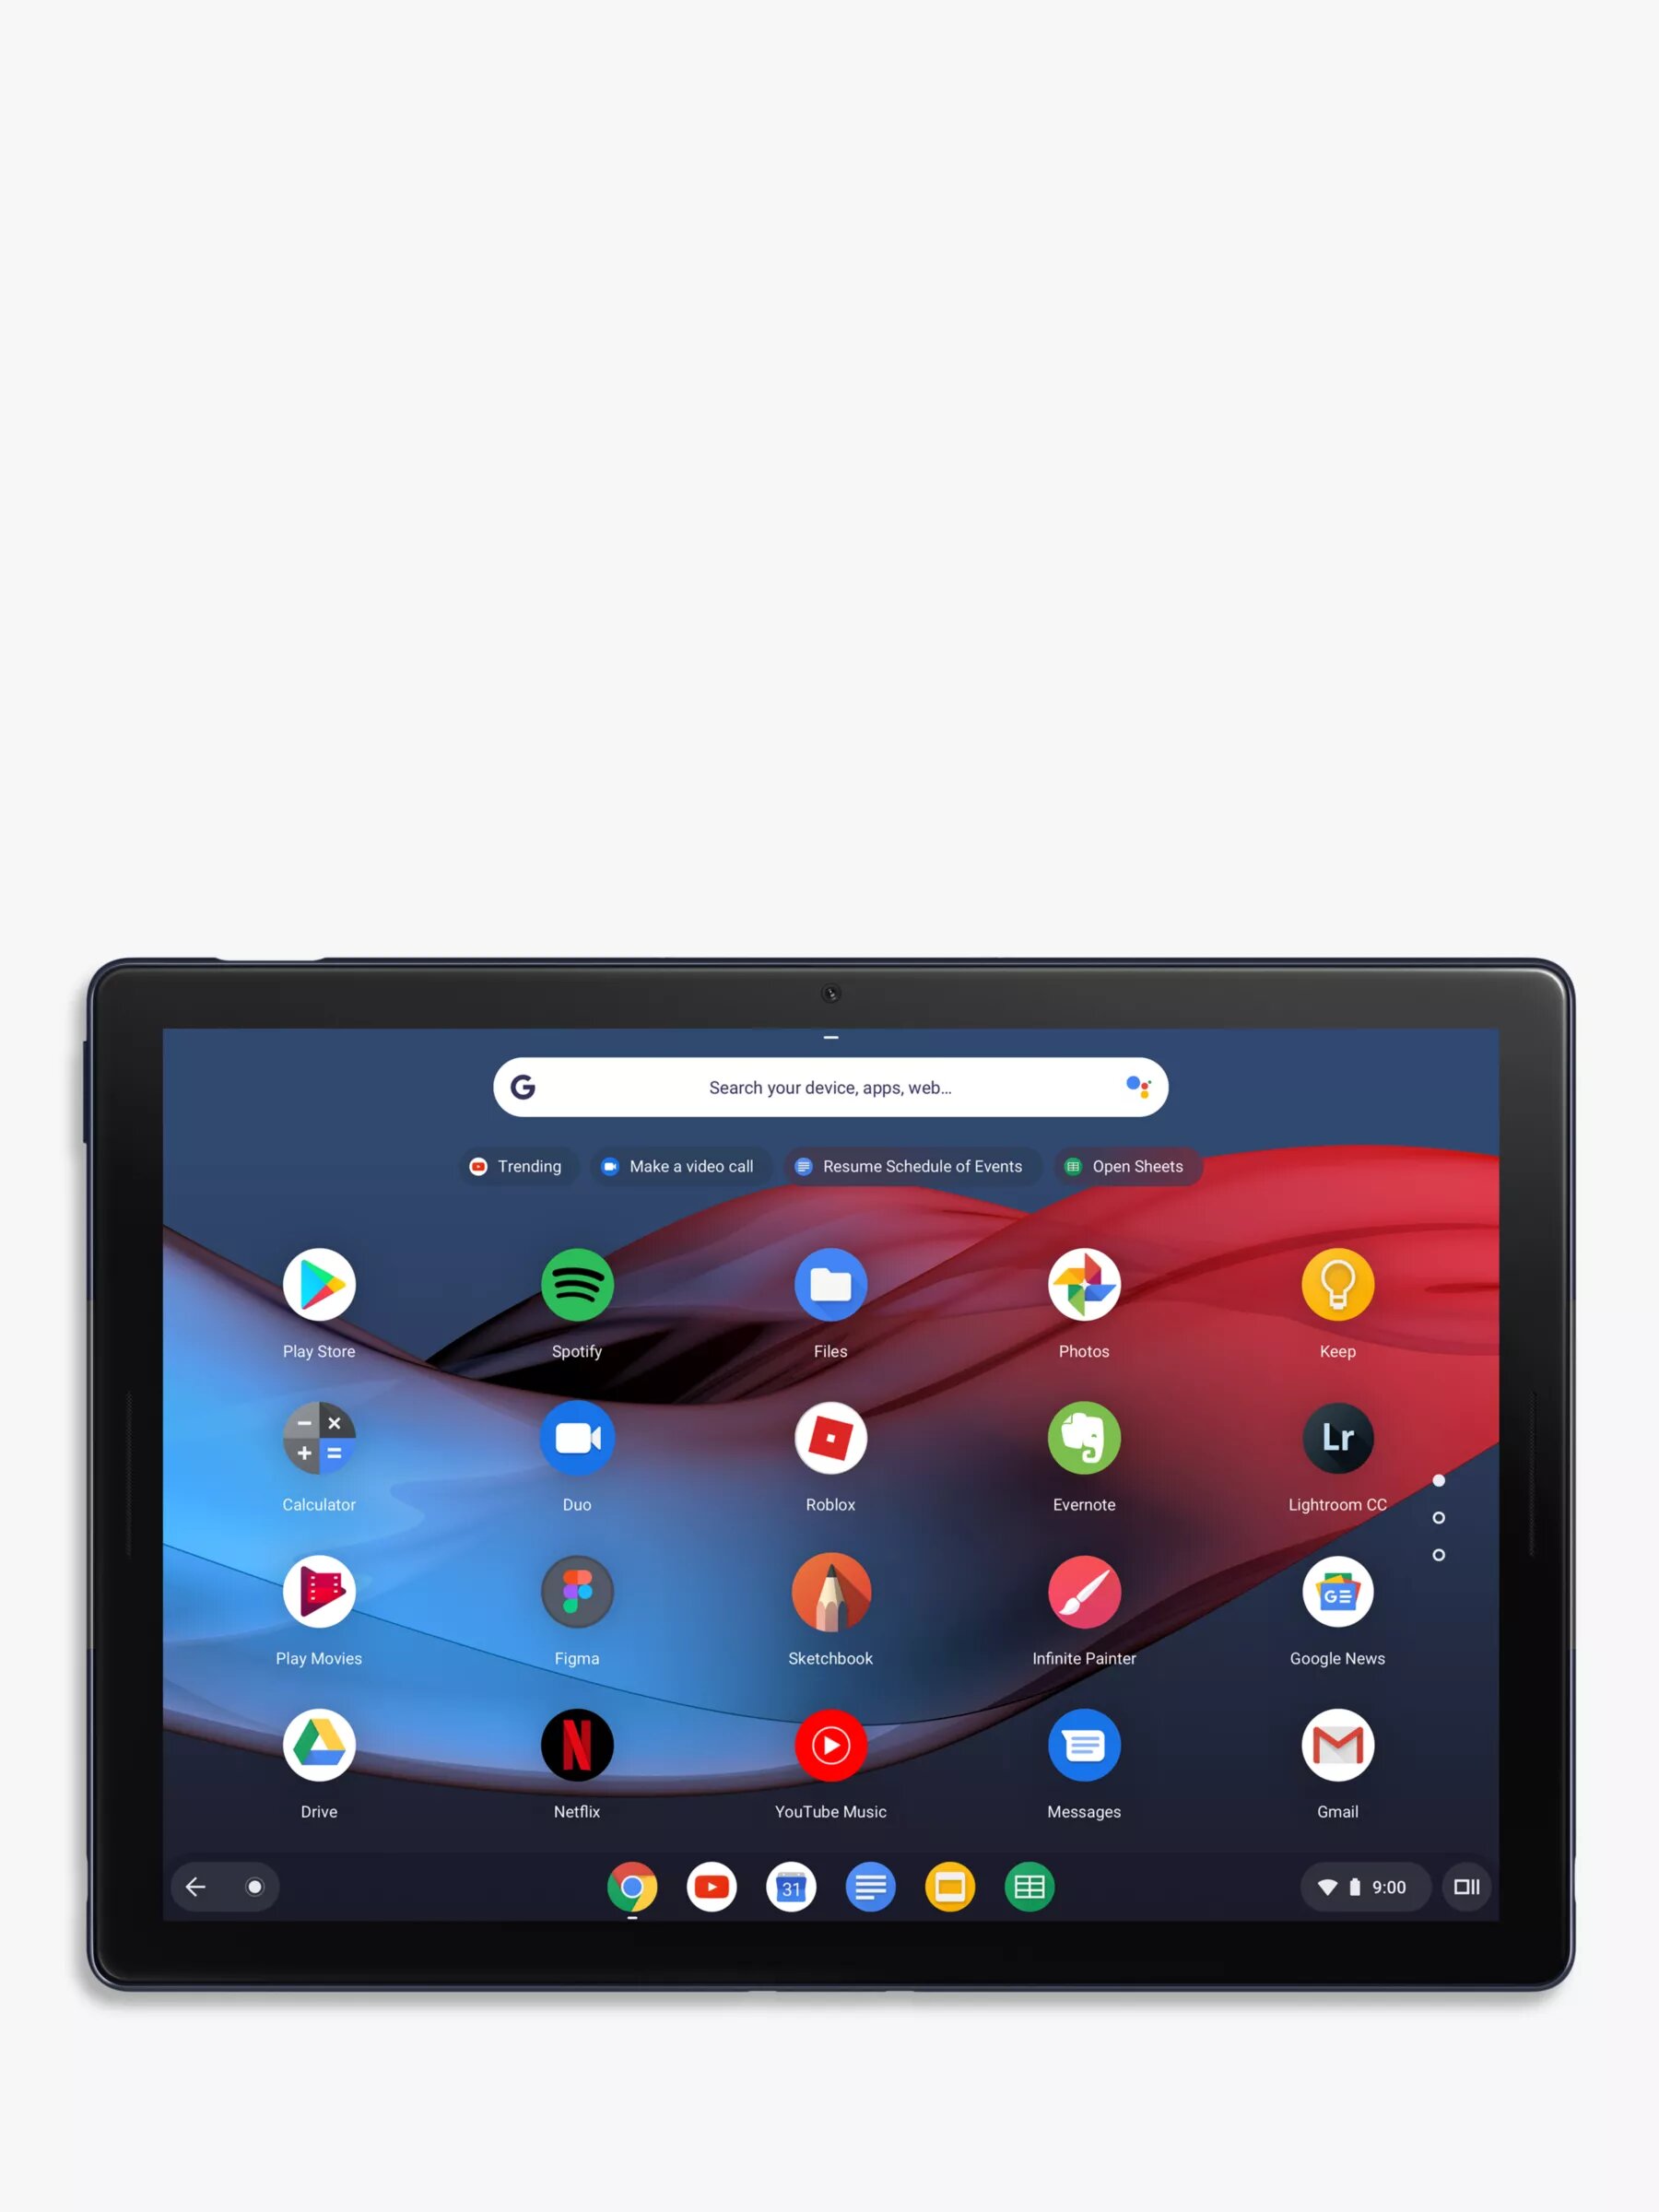 Search your device, apps, web...
Trending Make a video call Resume Schedule of Events Open Sheets
Play Store Spotify Files Photos Keep
Lr
Calculator Duo Roblox Evernote Lightroom CC
GE
Play Movies Figma Sketchbook Infinite Painter Google News
N
Drive Netflix YouTube Music Messages Gmail
31 9:00